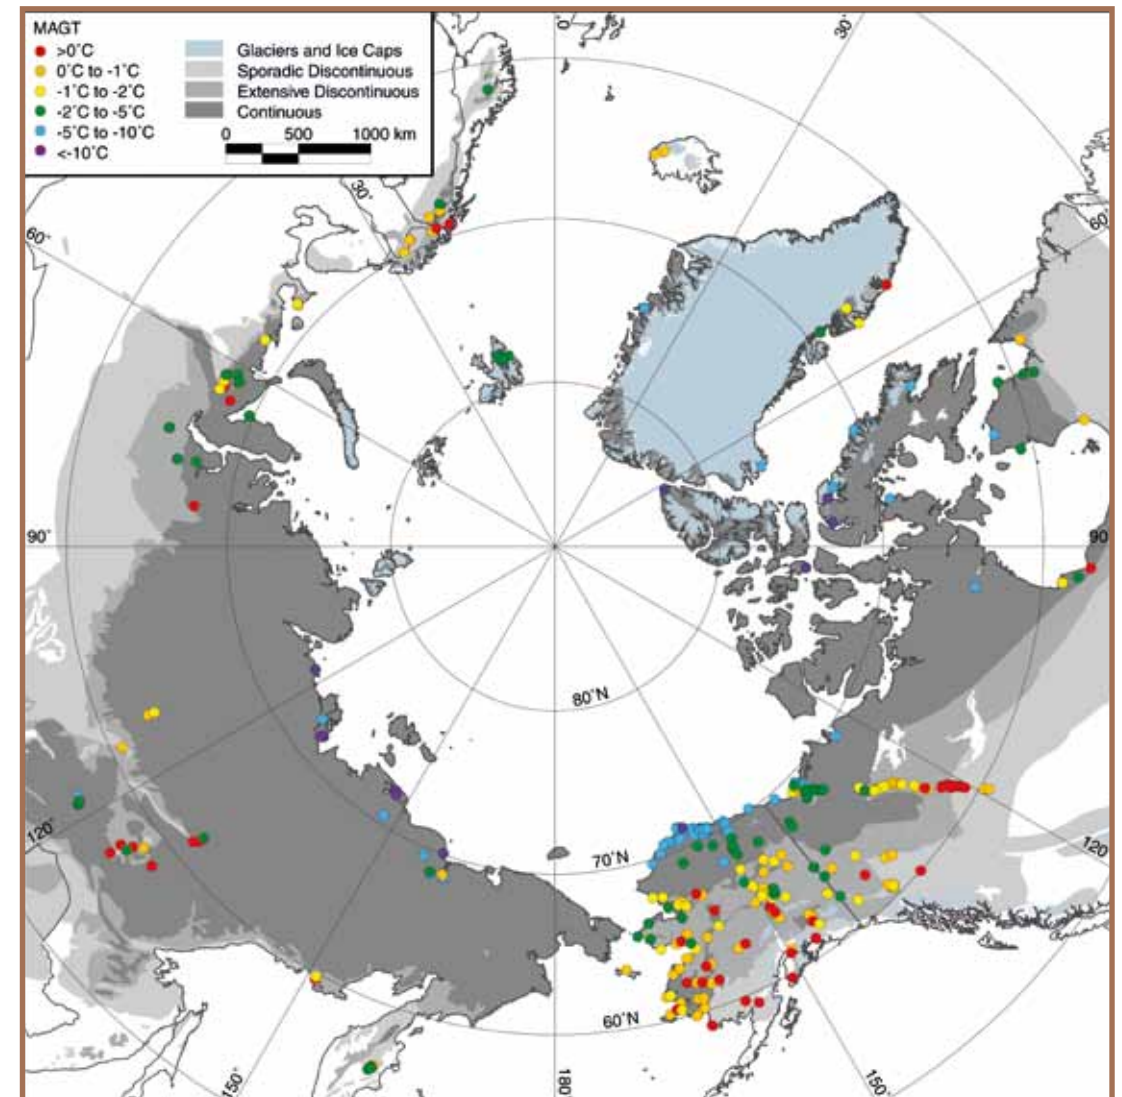 MAGT
>0˚C
0˚C to -1˚C
-1˚C to -2˚C
-2˚C to -5˚C
-5˚C to -10˚C
<-10˚C
Glaciers and Ice Caps
Sporadic Discontinuous
Extensive Discontinuous
Continuous
0 500 1000 km
0˚
30˚
30˚
60˚
60˚
90˚
90˚
80˚N
120˚
120˚
70˚N
60˚N
150˚
180˚
150˚